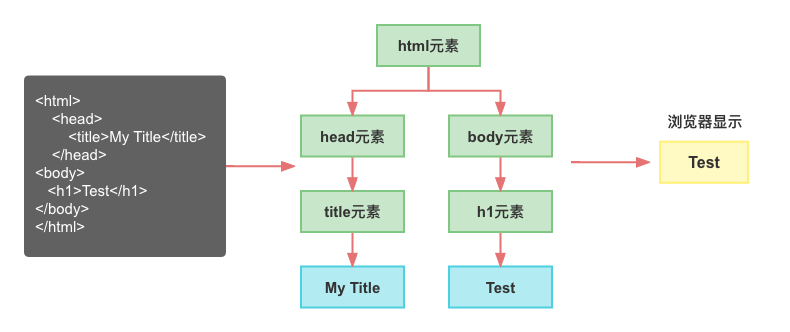 <html>
<head>
<title>My Title</title>
</head>
<body>
<h1>Test</h1>
</body>
</html>
html元素
head元素
body元素
title元素
h1元素
My Title
Test
浏览器显示
Test